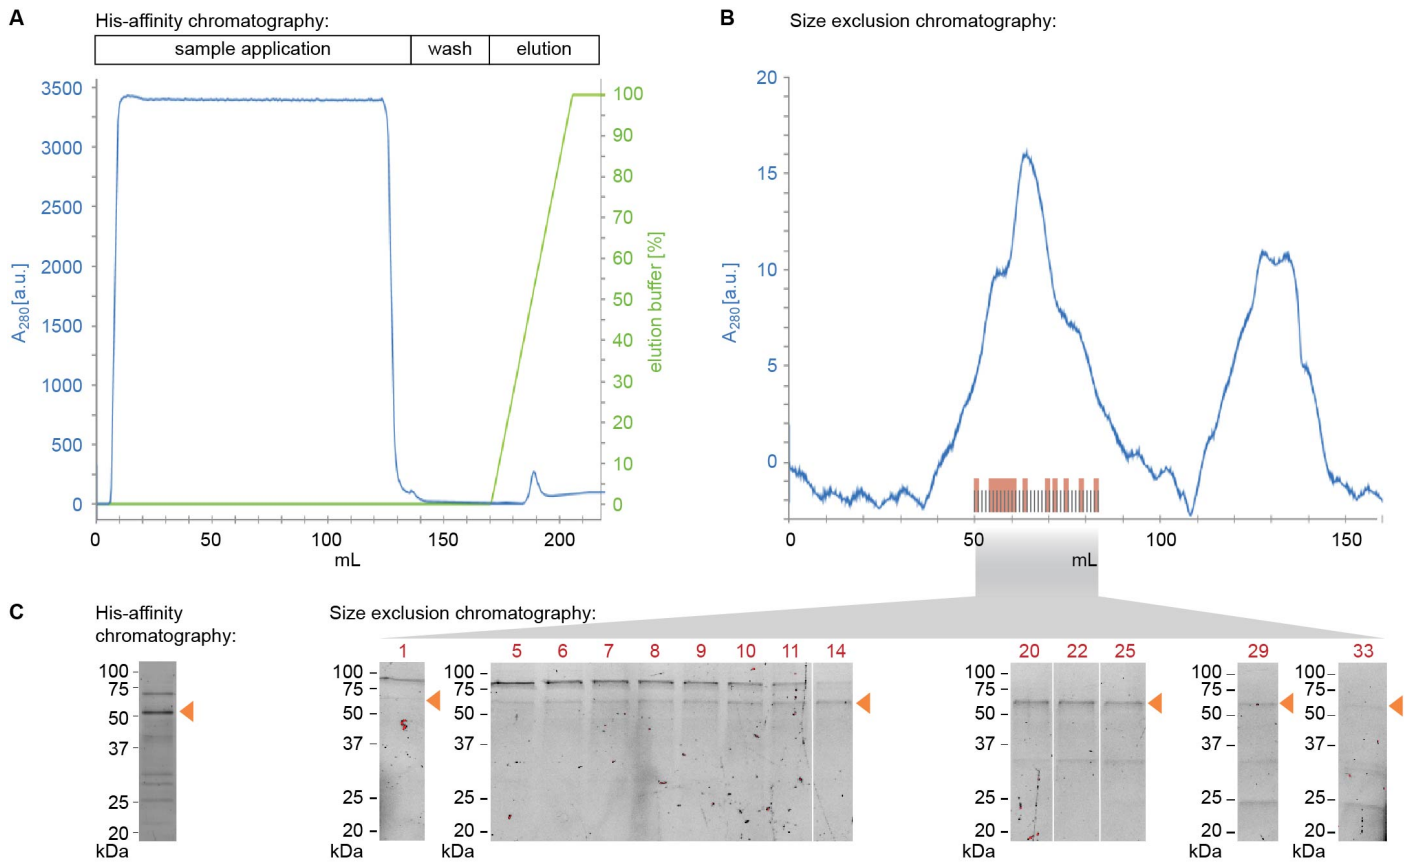 A
His-affinity chromatography:
sample application wash elution
3500
3000
2500
2000
1500
1000
500
0
A280 [a.u.]
100
90
80
70
60
50
40
30
20
10
0
elution buffer [%]
0 50 100 150 200
mL
B
Size exclusion chromatography:
20
15
10
5
0
A280 [a.u.]
0 50 100 150
mL
C
His-affinity
chromatography:
100
75
50
37
25
20
kDa
Size exclusion chromatography:
1 5 6 7 8 9 10 11 14 20 22 25 29 33
100
75
50
37
25
20
kDa
100
75
50
37
25
20
kDa
100
75
50
37
25
20
kDa
100
75
50
37
25
20
kDa
100
75
50
37
25
20
kDa